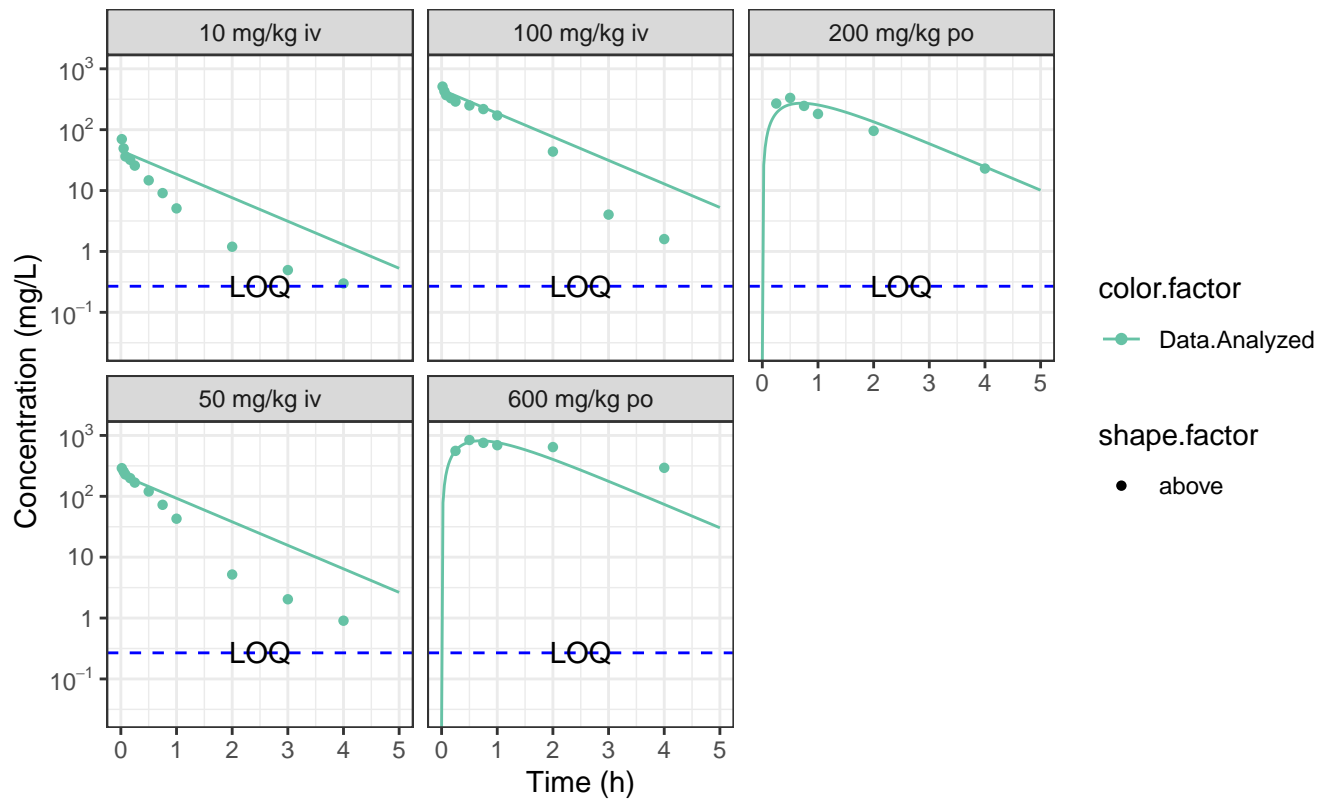 10 mg/kg iv
100 mg/kg iv
200 mg/kg po
10³
10²
10
1
10⁻¹
LOQ
LOQ
LOQ
0 1 2 3 4 5
50 mg/kg iv
600 mg/kg po
10³
10²
10
1
10⁻¹
LOQ
LOQ
0 1 2 3 4 5
0 1 2 3 4 5
Time (h)
Concentration (mg/L)
color.factor
Data.Analyzed
shape.factor
above